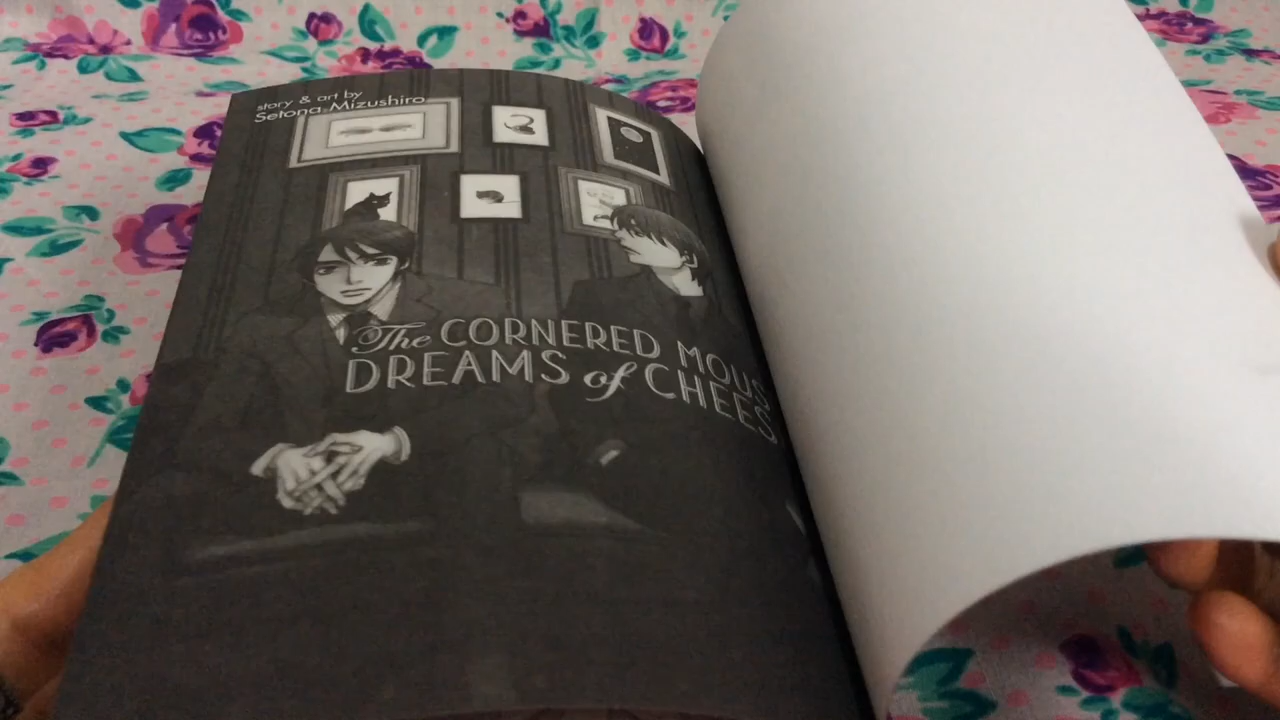 story & art by
Setona Mizushiro
The CORNERED MOUS
DREAMS of CHEES